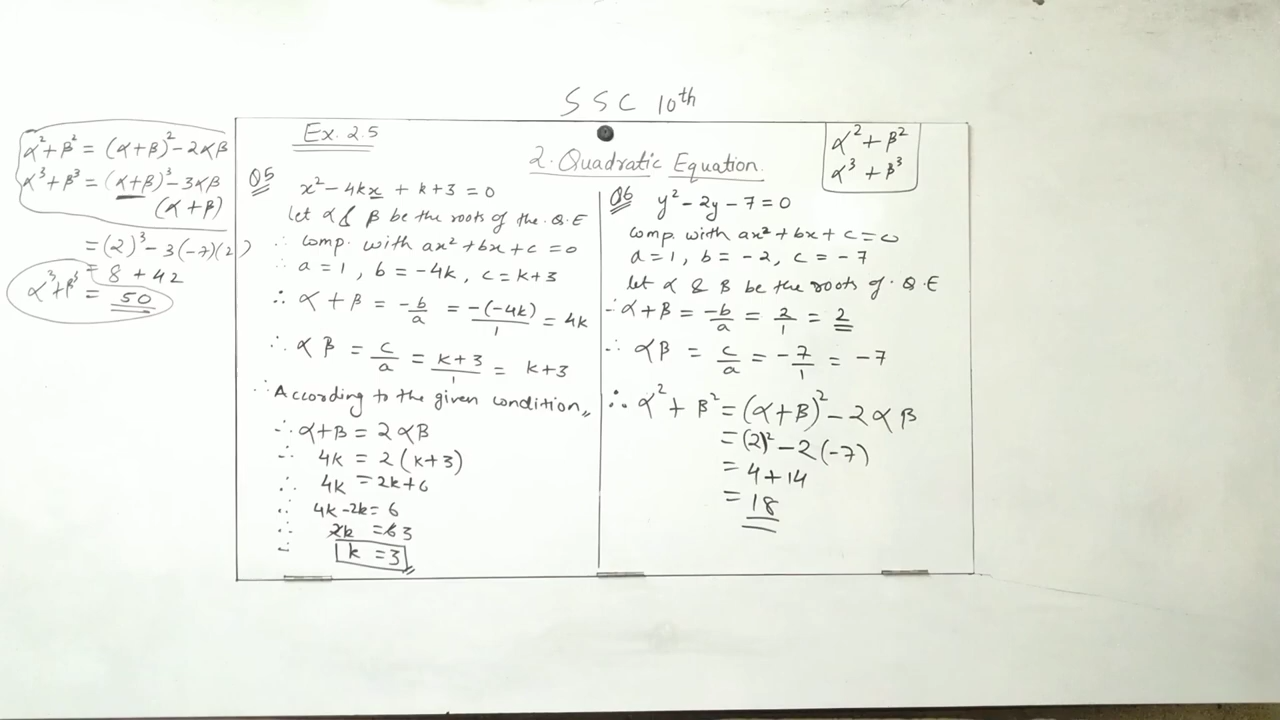 SSC 10th
Ex. 2.5
2. Quadratic Equation.
α² + β²
α³ + β³
α² + β² = (α+β)² - 2αβ
α³ + β³ = (α+β)³ - 3αβ
(α+β)
= (2)³ - 3(-7)(2)
= 8 + 42
α³+β³ = 50
Q5
x² - 4kx + k+3 = 0
let α & β be the roots of the Q.E
∴ comp. with ax² + bx + c = 0
∴ a = 1, b = -4k, c = k+3
∴ α + β = -b/a = -(-4k)/1 = 4k
∴ α β = c/a = k+3/1 = k+3
∴ According to the given condition,,
∴ α+β = 2αβ
∴ 4k = 2(k+3)
∴ 4k = 2k+6
∴ 4k-2k = 6
∴ 2k = 6 3
∴ k = 3
Q6
y² - 2y - 7 = 0
comp. with ax² + bx + c = 0
a = 1, b = -2, c = -7
let α & β be the roots of Q.E
∴ α+β = -b/a = 2/1 = 2
∴ αβ = c/a = -7/1 = -7
∴ α² + β² = (α+β)² - 2αβ
= (2)² - 2(-7)
= 4+14
= 18